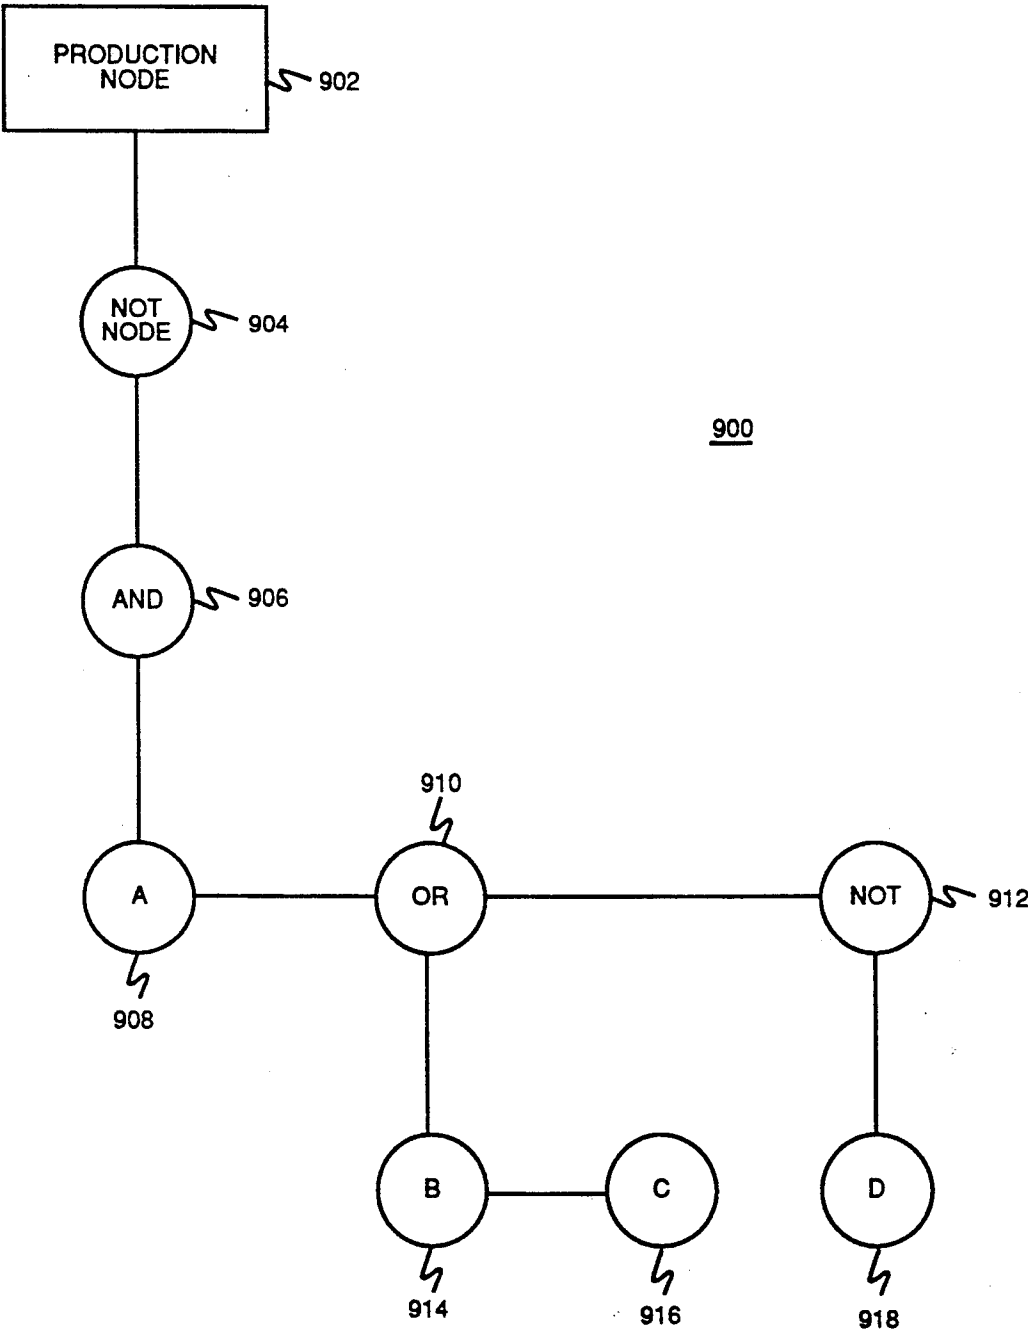 PRODUCTION
NODE
902
NOT
NODE
904
900
AND
906
910
A
OR
NOT
912
908
B
C
D
914
916
918